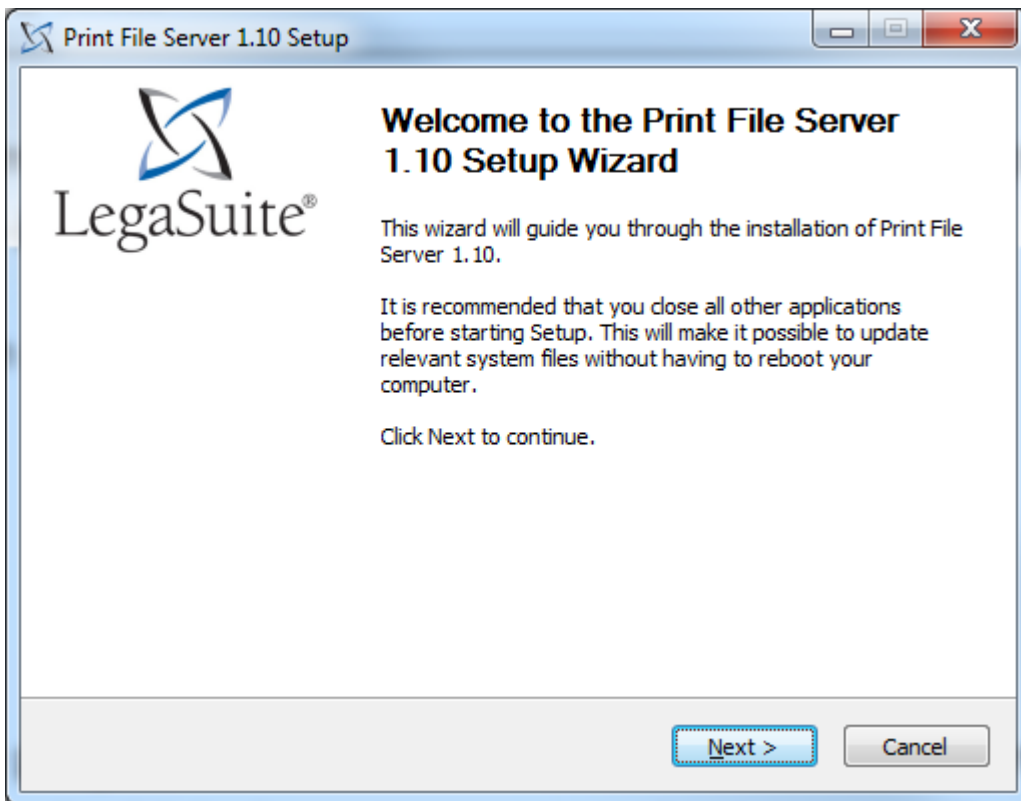 Print File Server 1.10 Setup
LegaSuite®
Welcome to the Print File Server
1.10 Setup Wizard
This wizard will guide you through the installation of Print File
Server 1.10.
It is recommended that you close all other applications
before starting Setup. This will make it possible to update
relevant system files without having to reboot your
computer.
Click Next to continue.
Next >
Cancel